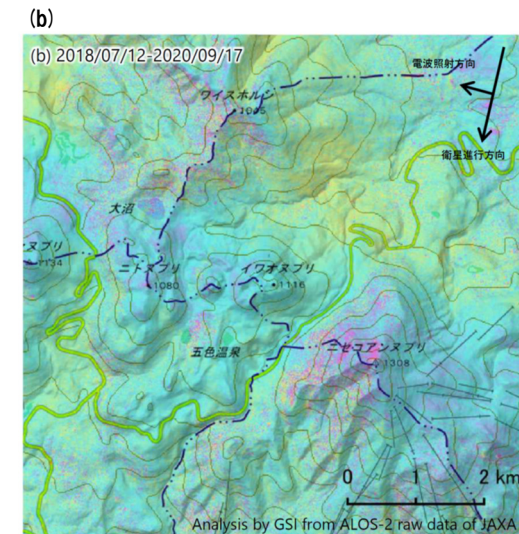 (b)
(b) 2018/07/12-2020/09/17
電波照射方向
衛星進行方向
ワイスホルン
1045
大沼
ヌプリ
1134
ニトヌプリ
1080
イワオヌプリ
1116
五色温泉
ニセコアンヌプリ
1308
0 1 2 km
Analysis by GSI from ALOS-2 raw data of JAXA